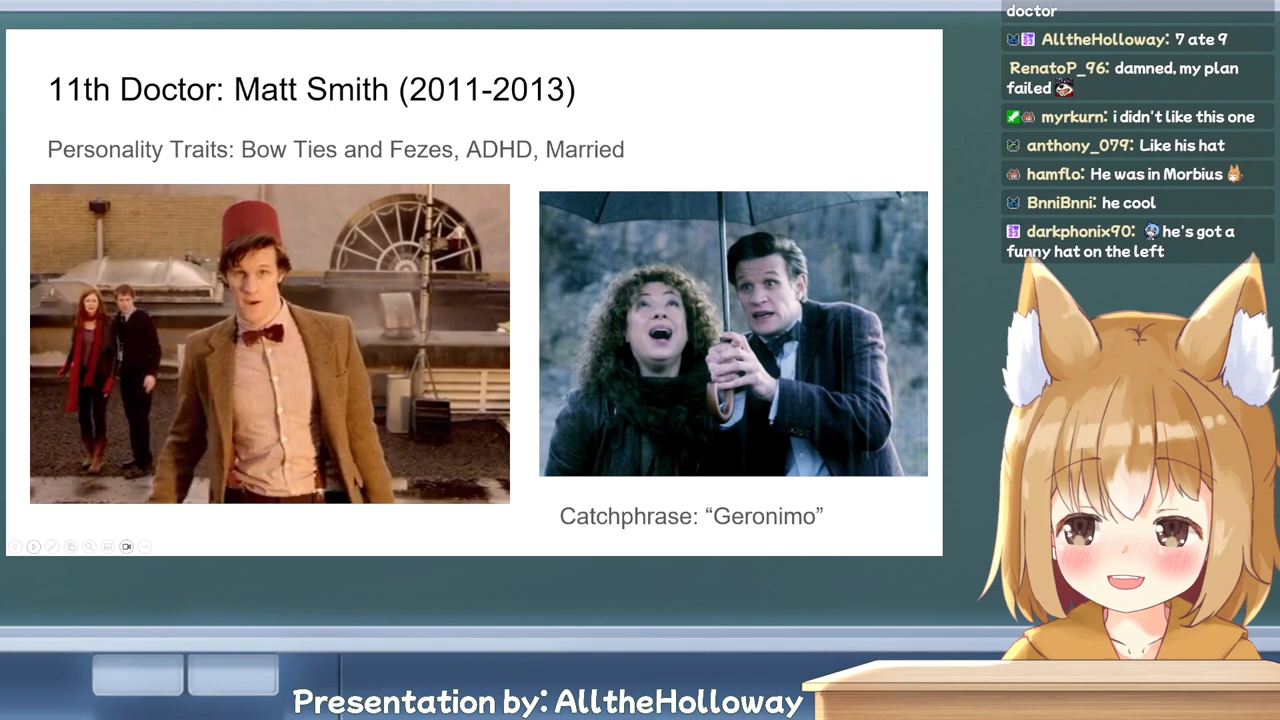 11th Doctor: Matt Smith (2011-2013)
Personality Traits: Bow Ties and Fezes, ADHD, Married
Catchphrase: “Geronimo”
doctor
AlltheHolloway: 7 ate 9
RenatoP_96: damned, my plan
failed
myrkurn: i didn't like this one
anthony_079: Like his hat
hamflo: He was in Morbius
BnniBnni: he cool
darkphonix90: he's got a
funny hat on the left
Presentation by: AlltheHolloway